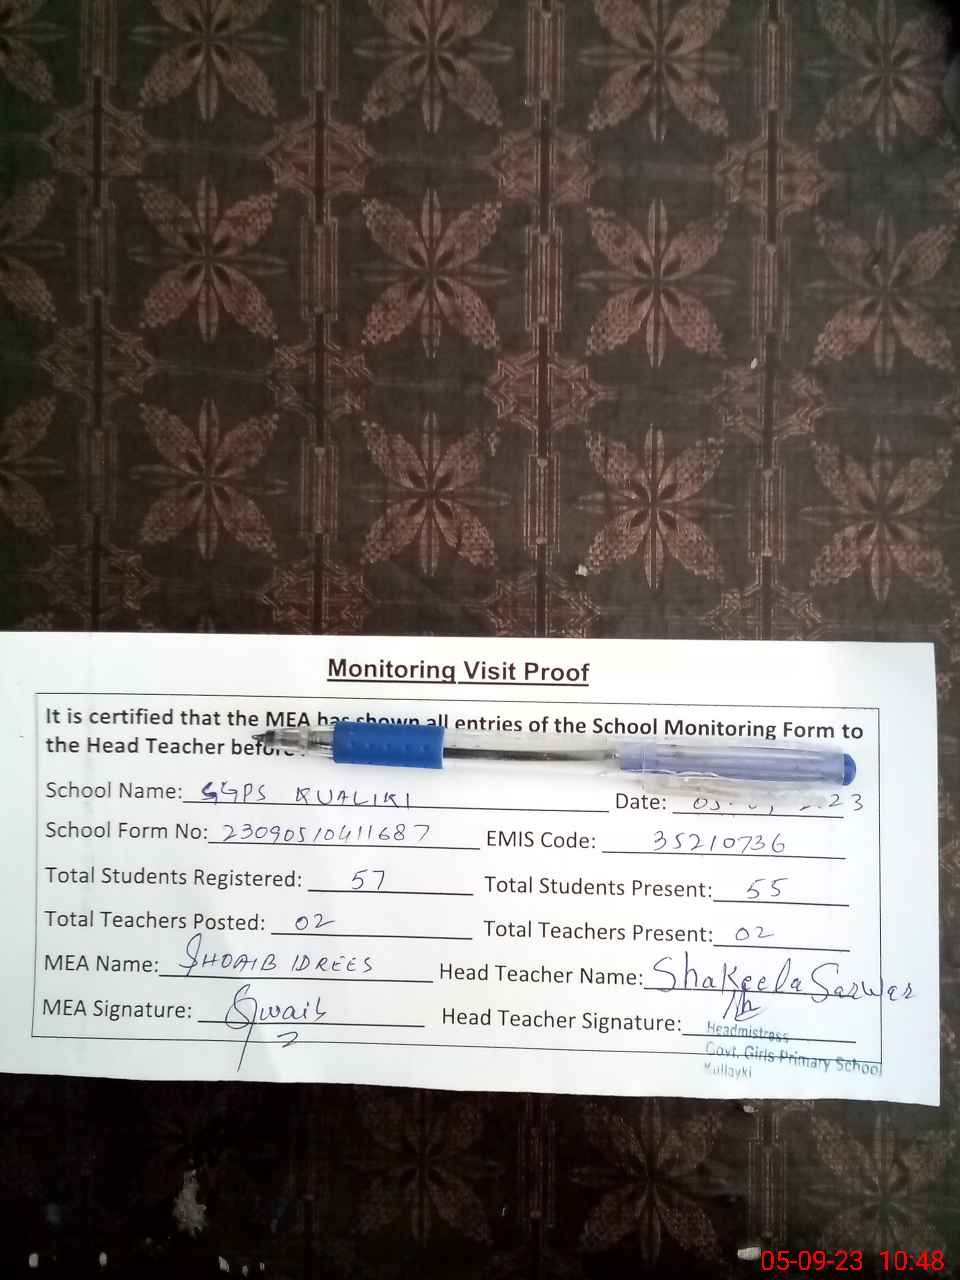 Monitoring Visit Proof
It is certified that the MEA has shown all entries of the School Monitoring Form to
the Head Teacher before
School Name: GGPS KUALIKI Date: 23
School Form No: 23090510411687 EMIS Code: 35210736
Total Students Registered: 57 Total Students Present: 55
Total Teachers Posted: 02 Total Teachers Present: 02
MEA Name: SHOAIB IDREES Head Teacher Name: Shakeela Sarwar
MEA Signature: Shoaib Head Teacher Signature:
Headmistress
Govt. Girls Primary School
Kullayki
05-09-23 10:48